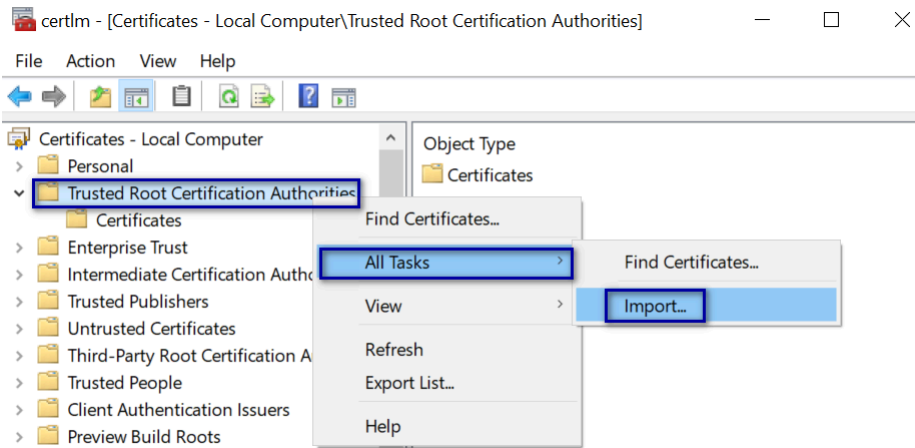 certlm - [Certificates - Local Computer\Trusted Root Certification Authorities]
File Action View Help
Certificates - Local Computer
Personal
Trusted Root Certification Authorities
Certificates
Enterprise Trust
Intermediate Certification Autho
Trusted Publishers
Untrusted Certificates
Third-Party Root Certification A
Trusted People
Client Authentication Issuers
Preview Build Roots
Object Type
Certificates
Find Certificates...
All Tasks
View
Refresh
Export List...
Help
Find Certificates...
Import...